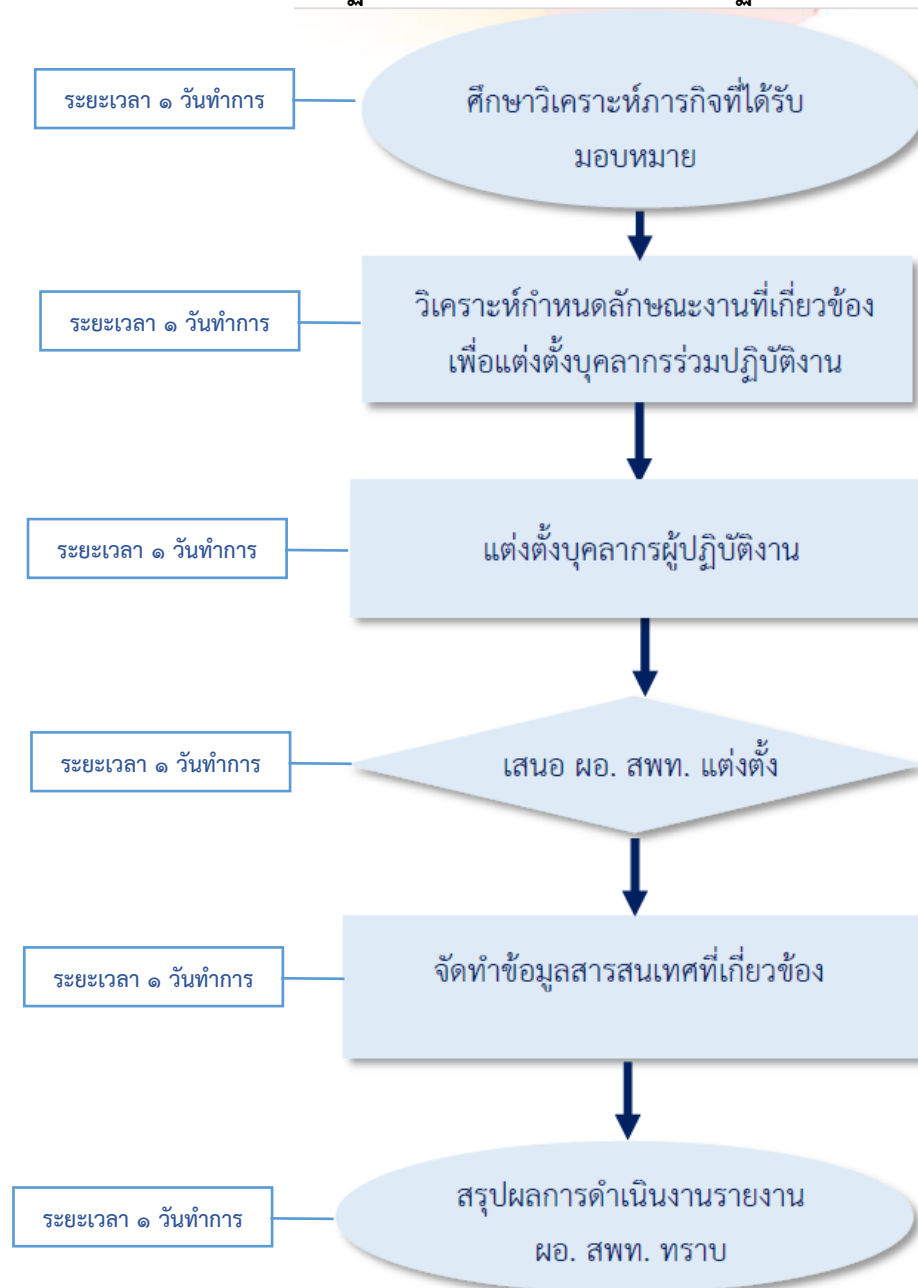 ระยะเวลา ๑ วันทำการ
ศึกษาวิเคราะห์ภารกิจที่ได้รับ
มอบหมาย
ระยะเวลา ๑ วันทำการ
วิเคราะห์กำหนดลักษณะงานที่เกี่ยวข้อง
เพื่อแต่งตั้งบุคลากรร่วมปฏิบัติงาน
ระยะเวลา ๑ วันทำการ
แต่งตั้งบุคลากรผู้ปฏิบัติงาน
ระยะเวลา ๑ วันทำการ
เสนอ ผอ. สพท. แต่งตั้ง
ระยะเวลา ๑ วันทำการ
จัดทำข้อมูลสารสนเทศที่เกี่ยวข้อง
ระยะเวลา ๑ วันทำการ
สรุปผลการดำเนินงานรายงาน
ผอ. สพท. ทราบ